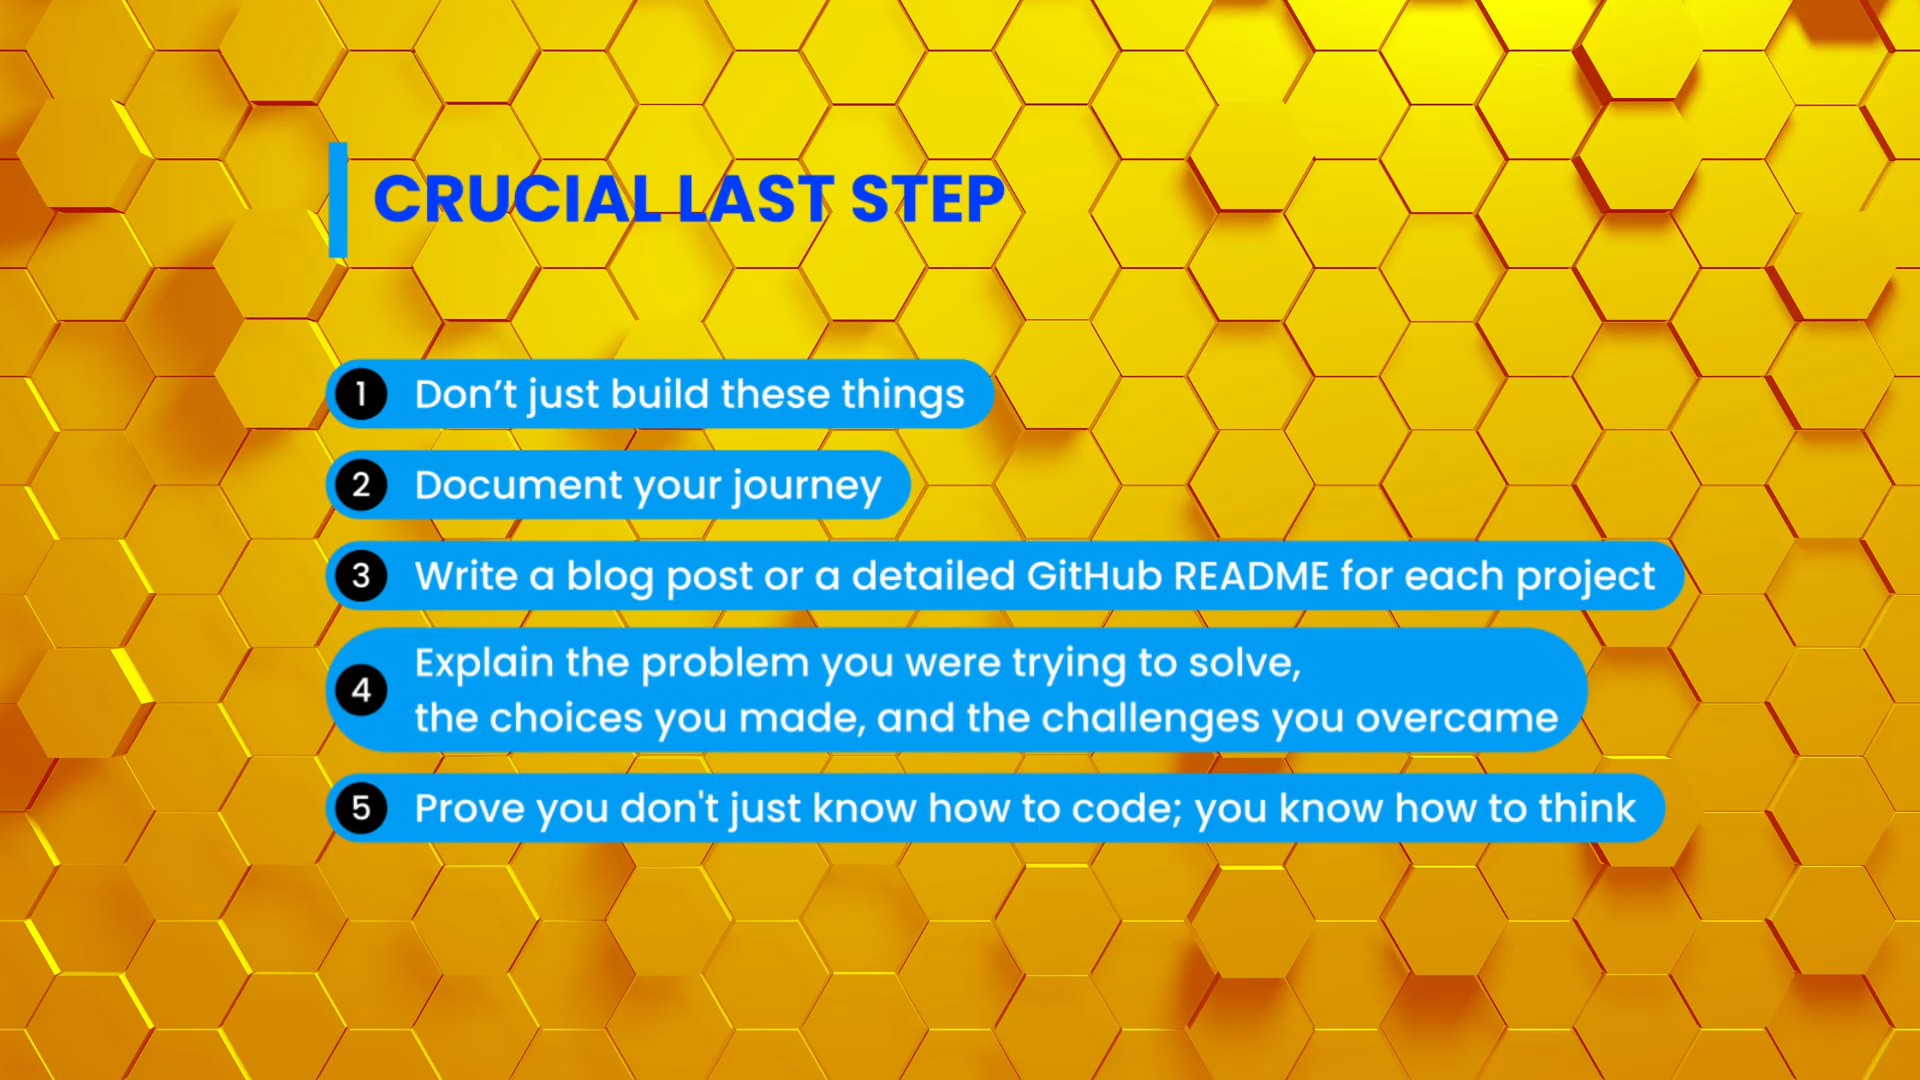 CRUCIAL LAST STEP
1 Don’t just build these things
2 Document your journey
3 Write a blog post or a detailed GitHub README for each project
4 Explain the problem you were trying to solve,
the choices you made, and the challenges you overcame
5 Prove you don't just know how to code; you know how to think